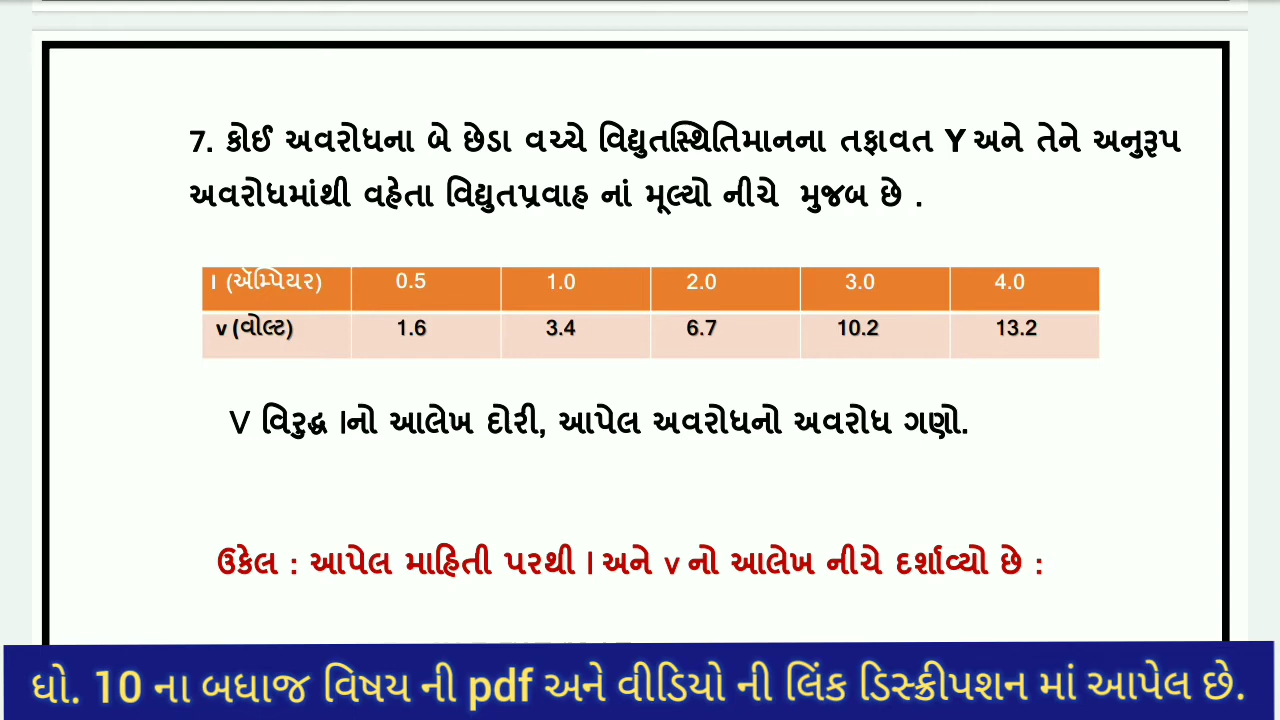 7. કોઈ અવરોધના બે છેડા વચ્ચે વિદ્યુતસ્થિતિમાનના તફાવત Y અને તેને અનુરૂપ
અવરોધમાંથી વહેતા વિદ્યુતપ્રવાહ નાં મૂલ્યો નીચે મુજબ છે .
I (ઍમ્પિયર) 0.5 1.0 2.0 3.0 4.0
v (વોલ્ટ) 1.6 3.4 6.7 10.2 13.2
V વિરુદ્ધ Iનો આલેખ દોરી, આપેલ અવરોધનો અવરોધ ગણો.
ઉકેલ : આપેલ માહિતી પરથી I અને v નો આલેખ નીચે દર્શાવ્યો છે :
ધો. 10 ના બધાજ વિષય ની pdf અને વીડિયો ની લિંક ડિસ્ક્રીપશન માં આપેલ છે.